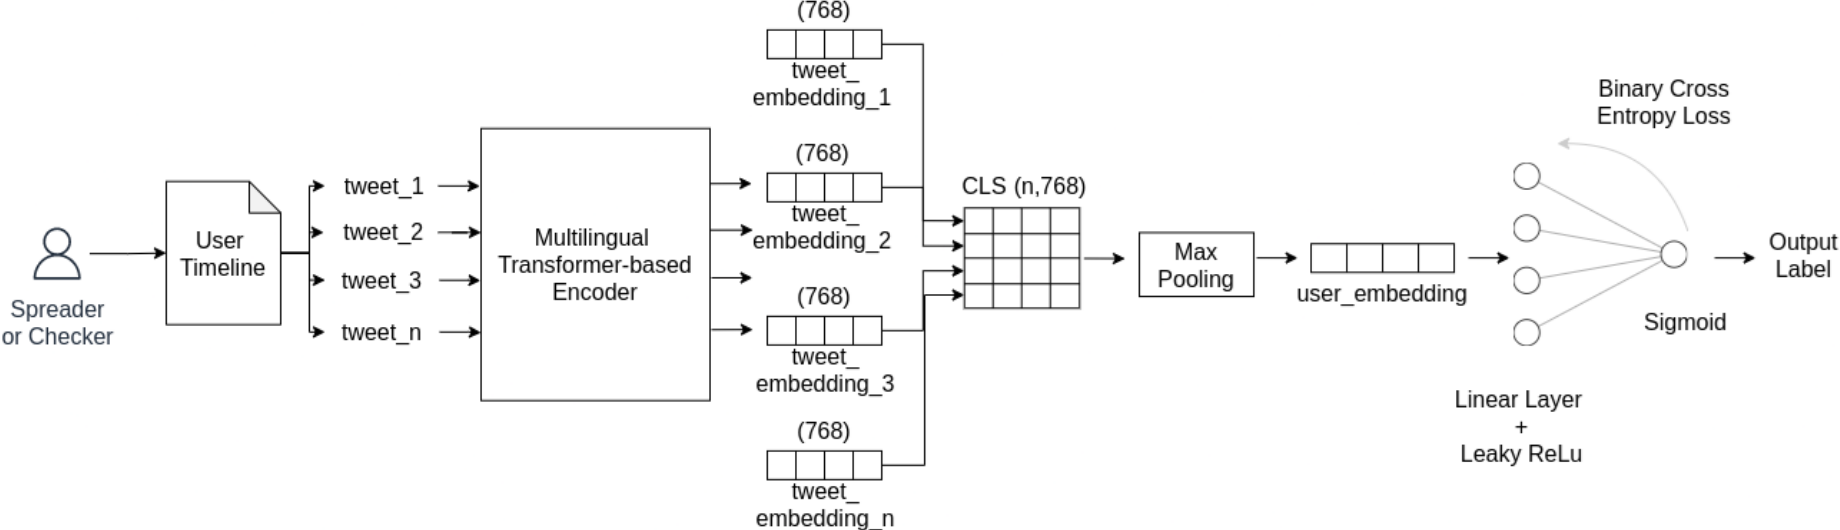 Spreader
or Checker
User
Timeline
tweet_1
tweet_2
tweet_3
tweet_n
Multilingual
Transformer-based
Encoder
(768)
tweet_
embedding_1
(768)
tweet_
embedding_2
(768)
tweet_
embedding_3
(768)
tweet_
embedding_n
CLS (n,768)
Max
Pooling
user_embedding
Binary Cross
Entropy Loss
Sigmoid
Linear Layer
+
Leaky ReLu
Output
Label